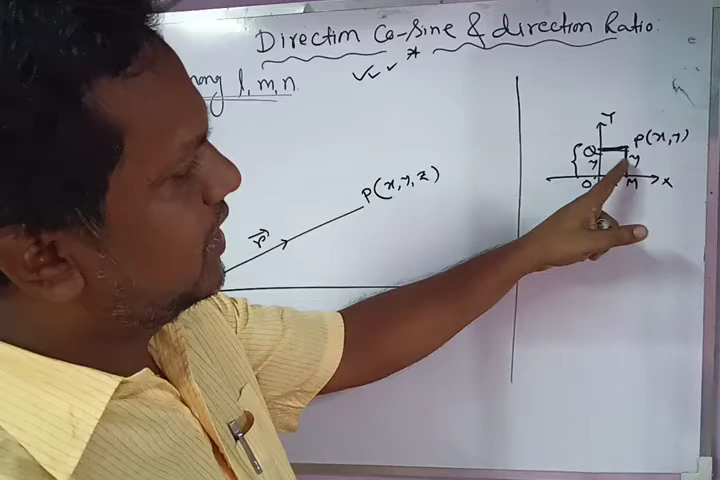 Direction Co-sine & direction Ratio
l, m, n
P(x, y, z)
r
Y
P(x, y)
Q
y
y
O
M
X